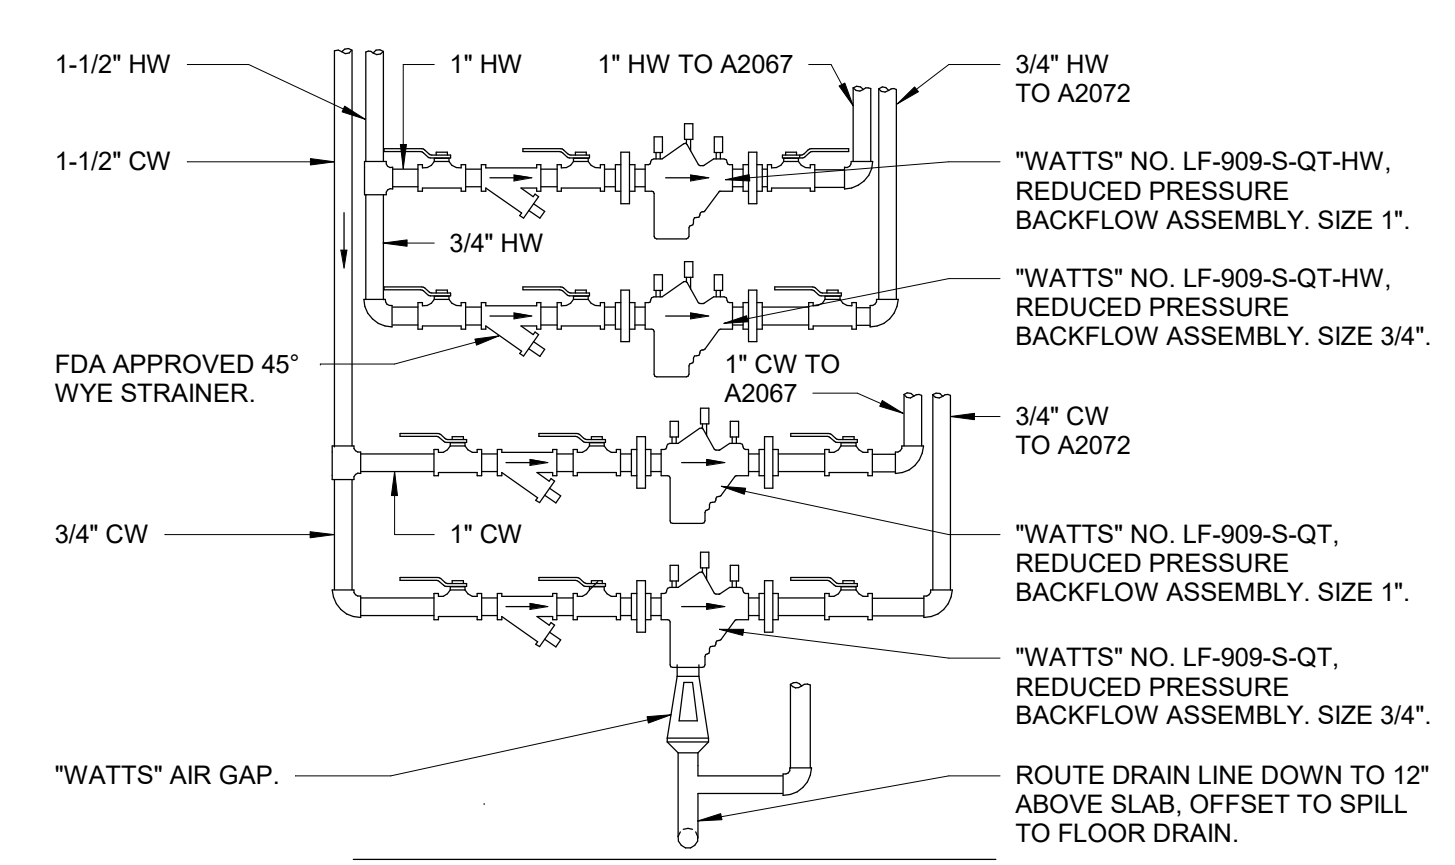 1-1/2" HW
1" HW
1" HW TO A2067
3/4" HW
TO A2072
1-1/2" CW
"WATTS" NO. LF-909-S-QT-HW,
REDUCED PRESSURE
BACKFLOW ASSEMBLY. SIZE 1".
3/4" HW
"WATTS" NO. LF-909-S-QT-HW,
REDUCED PRESSURE
BACKFLOW ASSEMBLY. SIZE 3/4".
FDA APPROVED 45°
WYE STRAINER.
1" CW TO
A2067
3/4" CW
TO A2072
3/4" CW
1" CW
"WATTS" NO. LF-909-S-QT,
REDUCED PRESSURE
BACKFLOW ASSEMBLY. SIZE 1".
"WATTS" NO. LF-909-S-QT,
REDUCED PRESSURE
BACKFLOW ASSEMBLY. SIZE 3/4".
"WATTS" AIR GAP.
ROUTE DRAIN LINE DOWN TO 12"
ABOVE SLAB, OFFSET TO SPILL
TO FLOOR DRAIN.